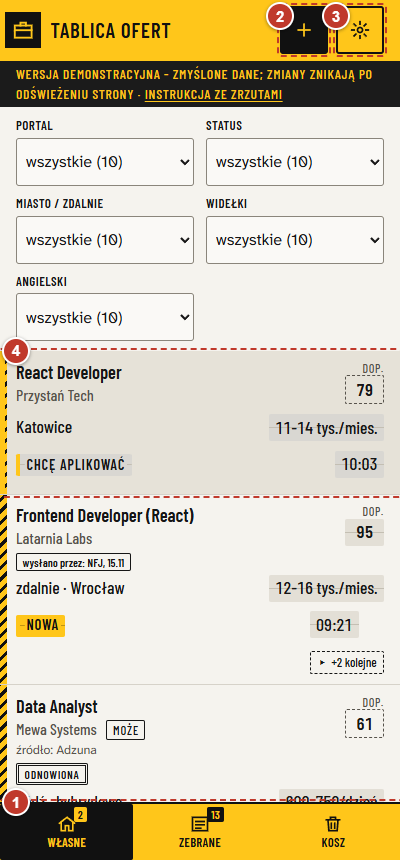 TABLICA OFERT
2
3
WERSJA DEMONSTRACYJNA – ZMYŚLONE DANE; ZMIANY ZNIKAJĄ PO
ODŚWIEŻENIU STRONY · INSTRUKCJA ZE ZRZUTAMI
PORTAL
STATUS
wszystkie (10)
wszystkie (10)
MIASTO / ZDALNIE
WIDEŁKI
wszystkie (10)
wszystkie (10)
ANGIELSKI
wszystkie (10)
4
React Developer
DOP.
Przystań Tech
79
Katowice
11–14 tys./mies.
CHCĘ APLIKOWAĆ
10:03
Frontend Developer (React)
DOP.
Latarnia Labs
95
wysłano przez: NFJ, 15.11
zdalnie · Wrocław
12–16 tys./mies.
NOWA
09:21
▸ +2 kolejne
Data Analyst
DOP.
Mewa Systems
MOŻE
61
źródło: Adzuna
ODNOWIONA
1
2
13
WŁASNE
ZEBRANE
KOSZ